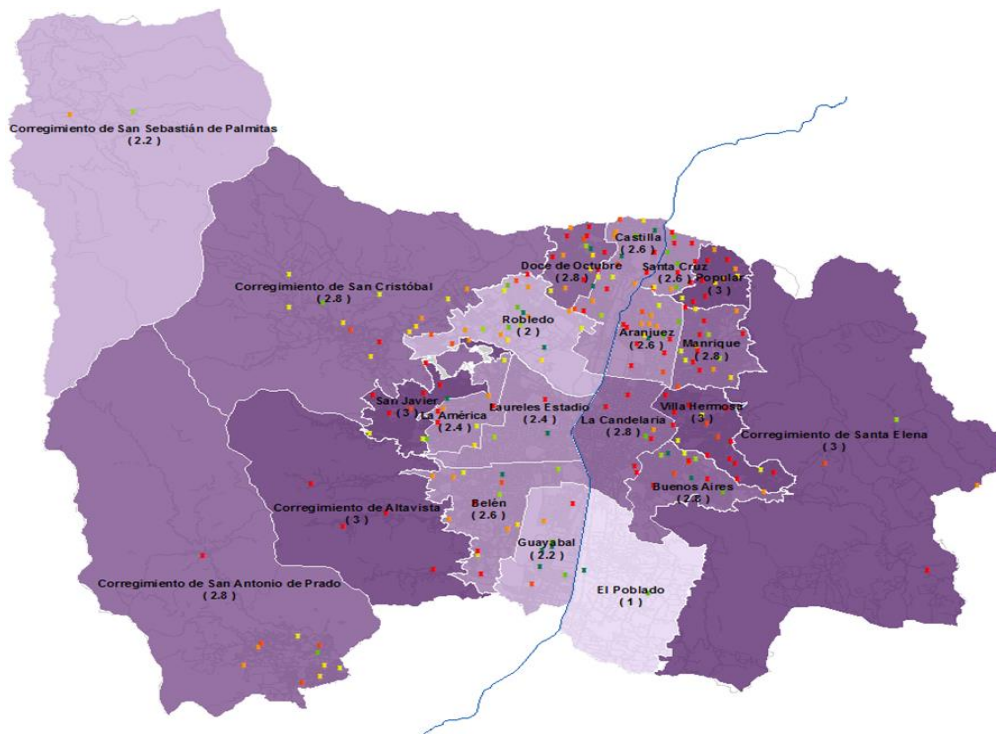 Corregimiento de San Sebastián de Palmitas
( 2.2 )
Castilla
( 2.6 )
Doce de Octubre
( 2.8 )
Santa Cruz
( 2.6 )
Popular
( 3 )
Corregimiento de San Cristóbal
( 2.8 )
Robledo
( 2 )
Aranjuez
( 2.6 )
Manrique
( 2.8 )
San Javier
( 3 )
La América
( 2.4 )
Laureles Estadio
( 2.4 )
La Candelaria
( 2.8 )
Villa Hermosa
( 3 )
Corregimiento de Santa Elena
( 3 )
Buenos Aires
( 2.8 )
Corregimiento de Altavista
( 3 )
Belén
( 2.6 )
Guayabal
( 2.2 )
Corregimiento de San Antonio de Prado
( 2.8 )
El Poblado
( 1 )